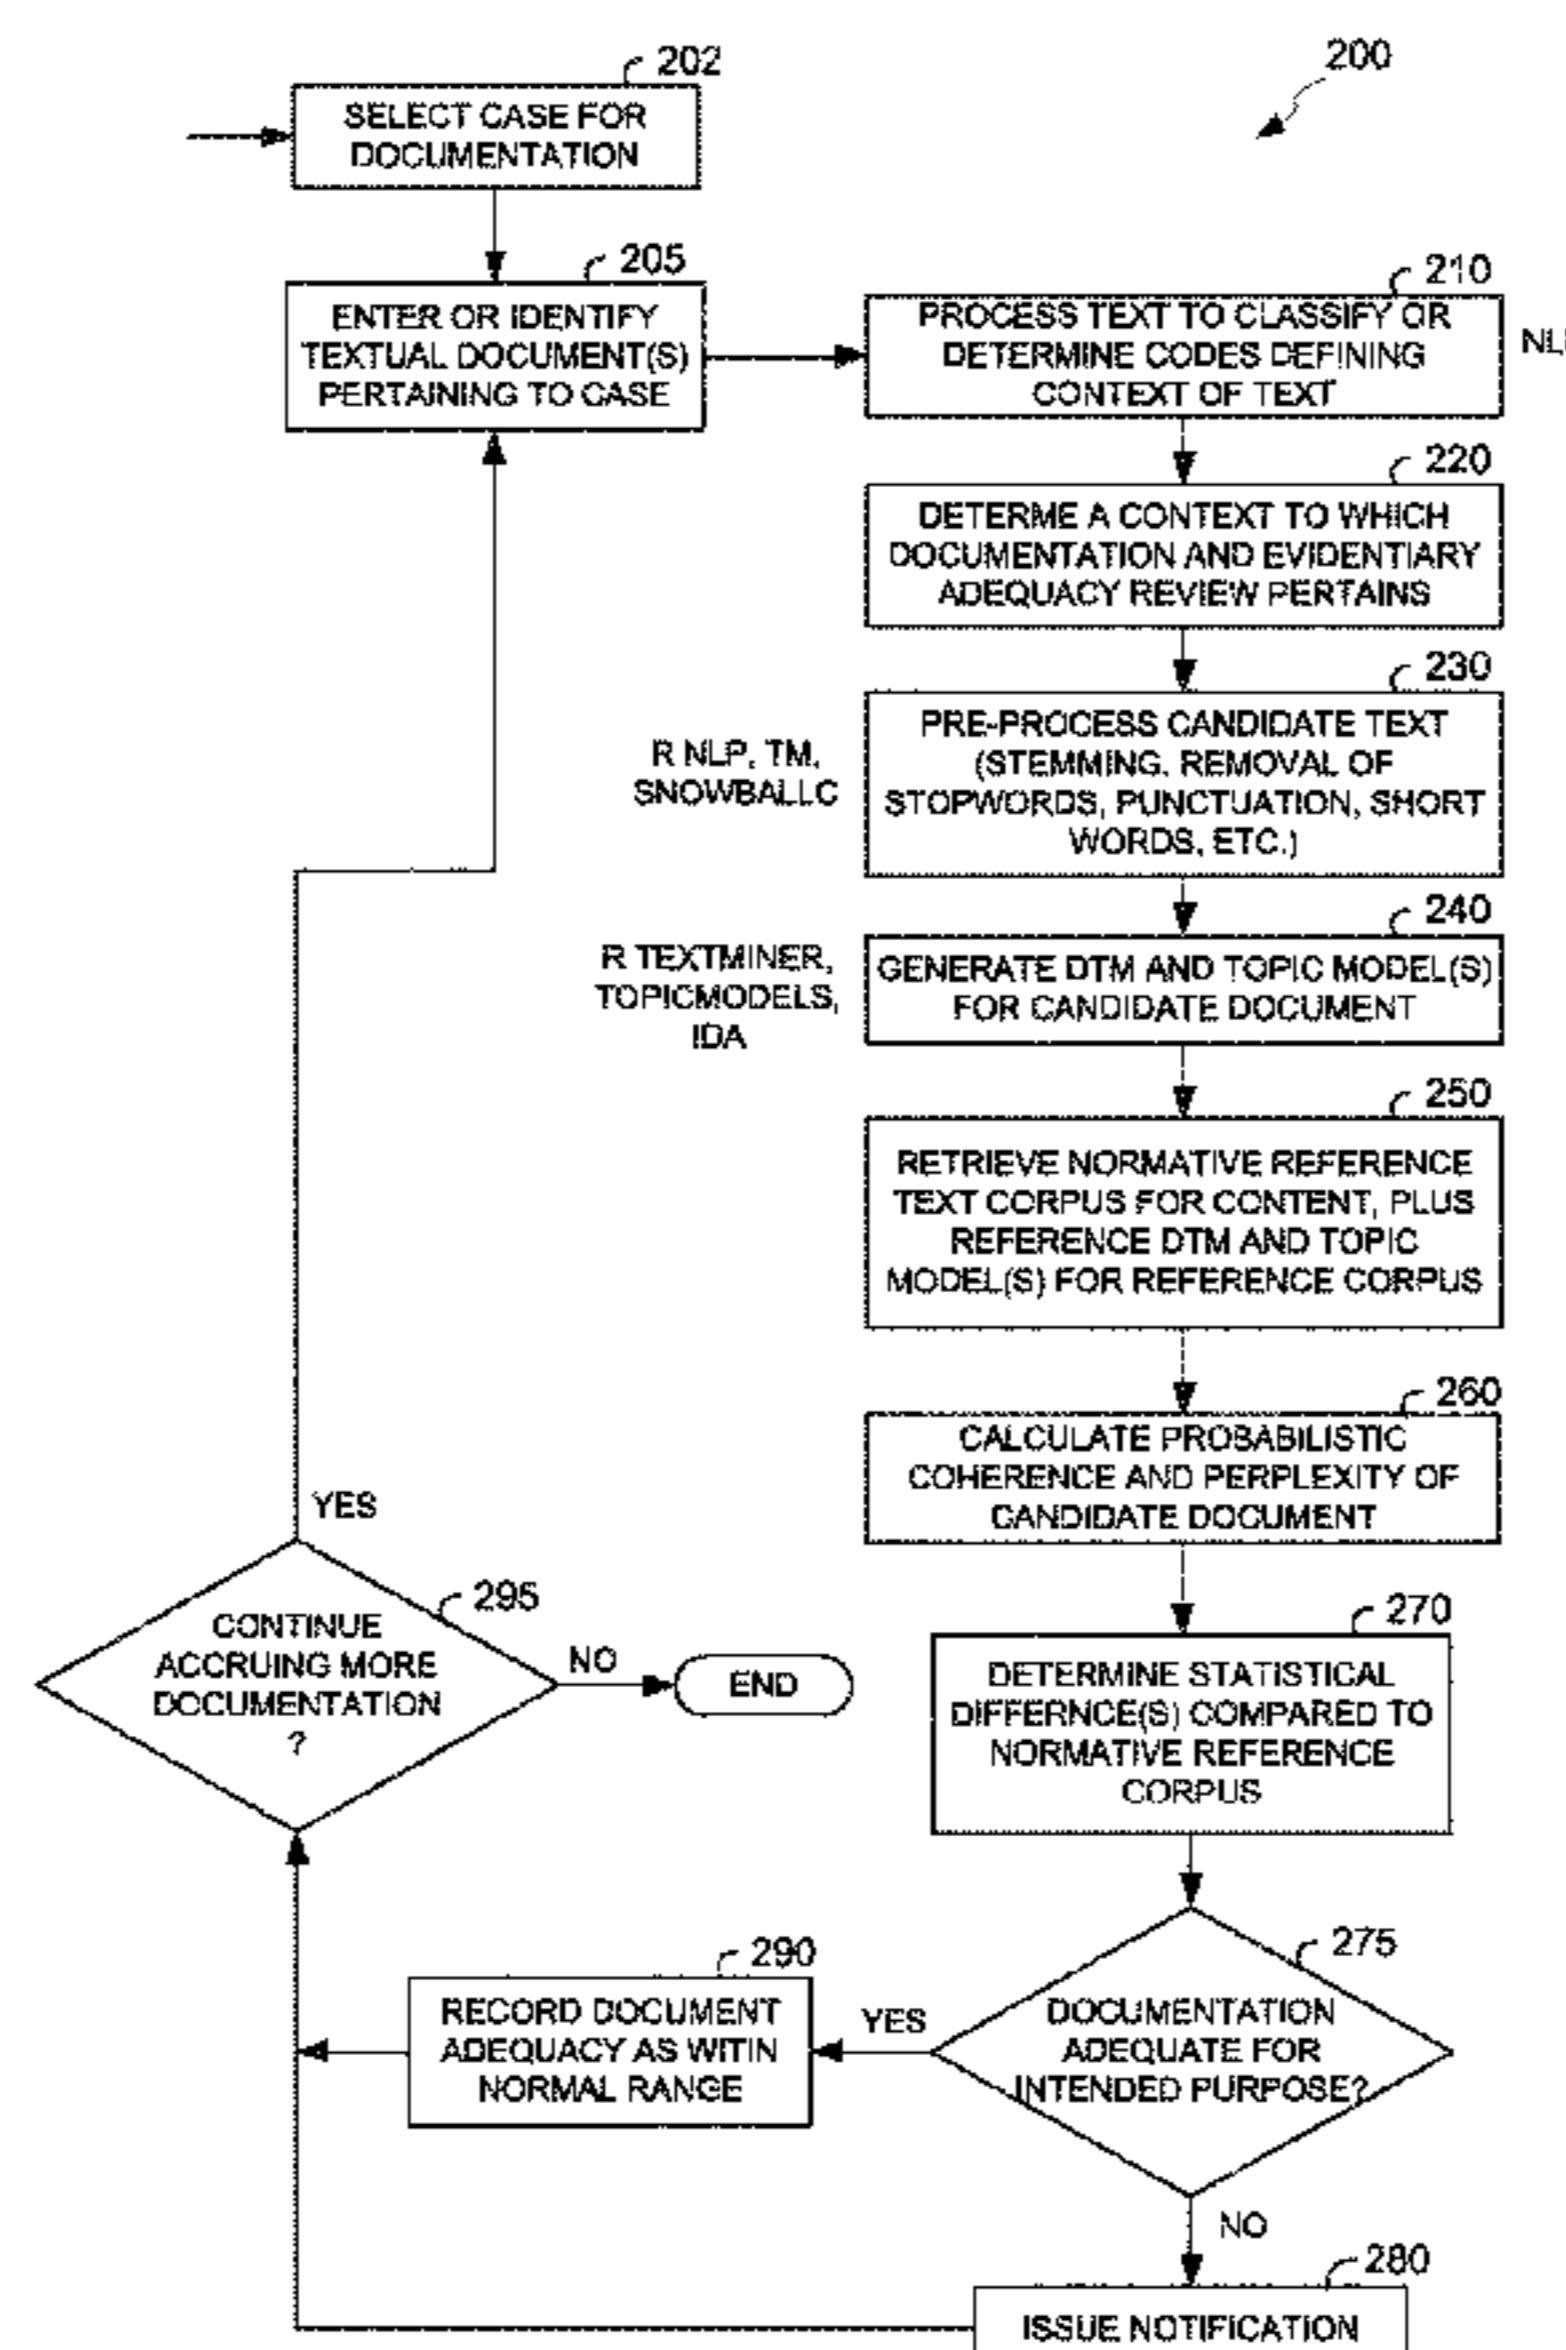 200
202
SELECT CASE FOR
DOCUMENTATION
205
ENTER OR IDENTIFY
TEXTUAL DOCUMENT(S)
PERTAINING TO CASE
210
PROCESS TEXT TO CLASSIFY OR
DETERMINE CODES DEFINING
CONTEXT OF TEXT
220
DETERME A CONTEXT TO WHICH
DOCUMENTATION AND EVIDENTIARY
ADEQUACY REVIEW PERTAINS
230
R NLP, TM,
SNOWBALLC
PRE-PROCESS CANDIDATE TEXT
(STEMMING, REMOVAL OF
STOPWORDS, PUNCTUATION, SHORT
WORDS, ETC.)
240
R TEXTMINER,
TOPICMODELS,
IDA
GENERATE DTM AND TOPIC MODEL(S)
FOR CANDIDATE DOCUMENT
250
RETRIEVE NORMATIVE REFERENCE
TEXT CORPUS FOR CONTENT, PLUS
REFERENCE DTM AND TOPIC
MODEL(S) FOR REFERENCE CORPUS
260
CALCULATE PROBABILISTIC
COHERENCE AND PERPLEXITY OF
CANDIDATE DOCUMENT
270
DETERMINE STATISTICAL
DIFFERNCE(S) COMPARED TO
NORMATIVE REFERENCE
CORPUS
275
DOCUMENTATION
ADEQUATE FOR
INTENDED PURPOSE?
YES
NO
280
ISSUE NOTIFICATION
290
RECORD DOCUMENT
ADEQUACY AS WITIN
NORMAL RANGE
295
CONTINUE
ACCRUING MORE
DOCUMENTATION
?
YES
NO
END